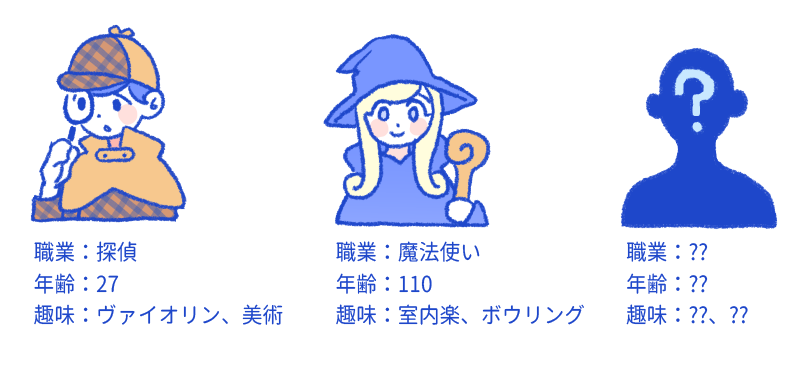 ?
職業：探偵
年齢：27
趣味：ヴァイオリン、美術
職業：魔法使い
年齢：110
趣味：室内楽、ボウリング
職業：??
年齢：??
趣味：??、??